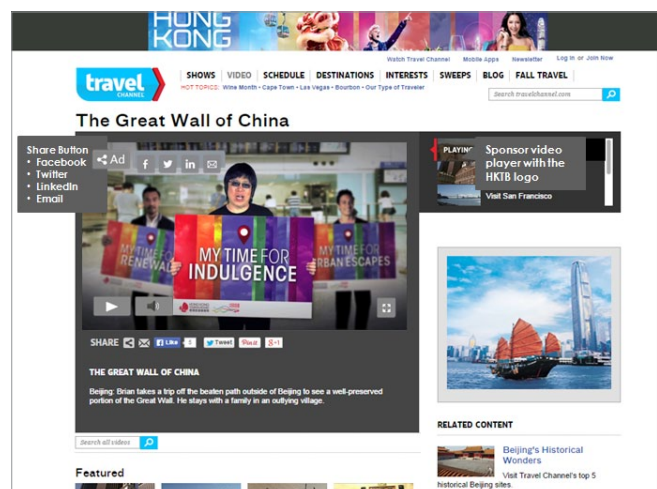 HONG
KONG
Watch Travel Channel Mobile Apps Newsletter Log In or Join Now
travel
CHANNEL
SHOWS VIDEO SCHEDULE DESTINATIONS INTERESTS SWEEPS BLOG FALL TRAVEL
HOT TOPICS: Wine Month • Cape Town • Las Vegas • Bourbon • Our Type of Traveler
Search travelchannel.com
The Great Wall of China
Share Button
• Facebook
• Twitter
• LinkedIn
• Email
Ad
PLAYING
Sponsor video
player with the
HKTB logo
Visit San Francisco
MY TIME FOR
RENEWAL
MY TIME FOR
INDULGENCE
URBAN ESCAPES
SHARE Like Tweet Pin it g+1
THE GREAT WALL OF CHINA
Beijing: Brian takes a trip off the beaten path outside of Beijing to see a well-preserved
portion of the Great Wall. He stays with a family in an outlying village.
RELATED CONTENT
Search all videos
Beijing's Historical
Wonders
Visit Travel Channel's top 5
historical Beijing sites.
Featured